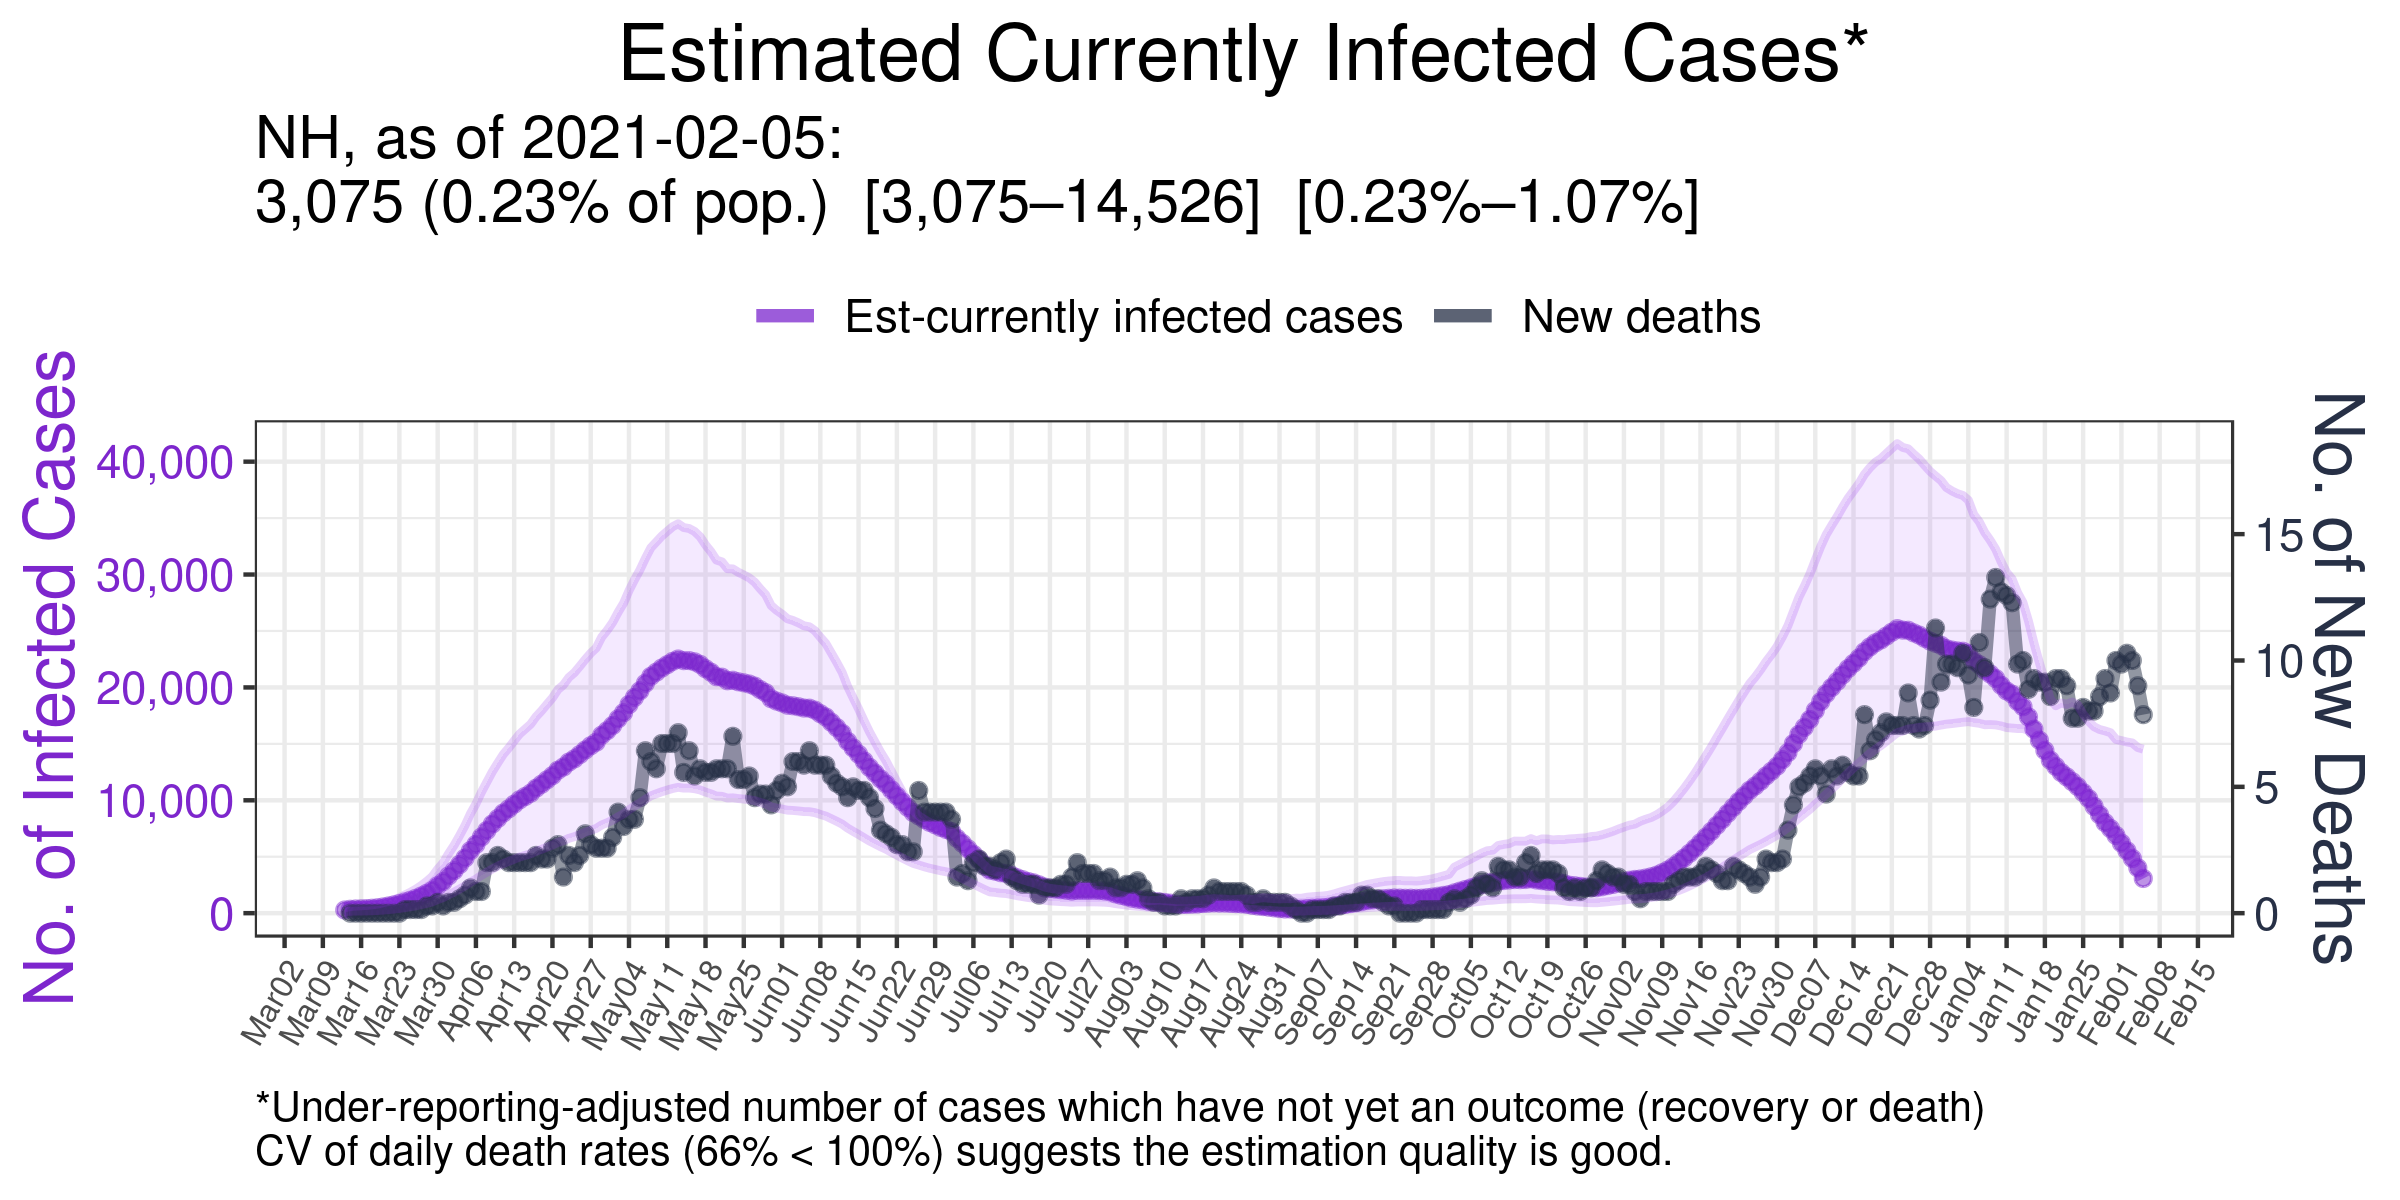 Estimated Currently Infected Cases*
NH, as of 2021-02-05:
3,075 (0.23% of pop.) [3,075–14,526] [0.23%–1.07%]
Est-currently infected cases New deaths
No. of Infected Cases
40,000
30,000
20,000
10,000
0
15
10
5
0
No. of New Deaths
Mar02 Mar09 Mar16 Mar23 Mar30 Apr06 Apr13 Apr20 Apr27 May04 May11 May18 May25 Jun01 Jun08 Jun15 Jun22 Jun29 Jul06 Jul13 Jul20 Jul27 Aug03 Aug10 Aug17 Aug24 Aug31 Sep07 Sep14 Sep21 Sep28 Oct05 Oct12 Oct19 Oct26 Nov02 Nov09 Nov16 Nov23 Nov30 Dec07 Dec14 Dec21 Dec28 Jan04 Jan11 Jan18 Jan25 Feb01 Feb08 Feb15
*Under-reporting-adjusted number of cases which have not yet an outcome (recovery or death)
CV of daily death rates (66% < 100%) suggests the estimation quality is good.